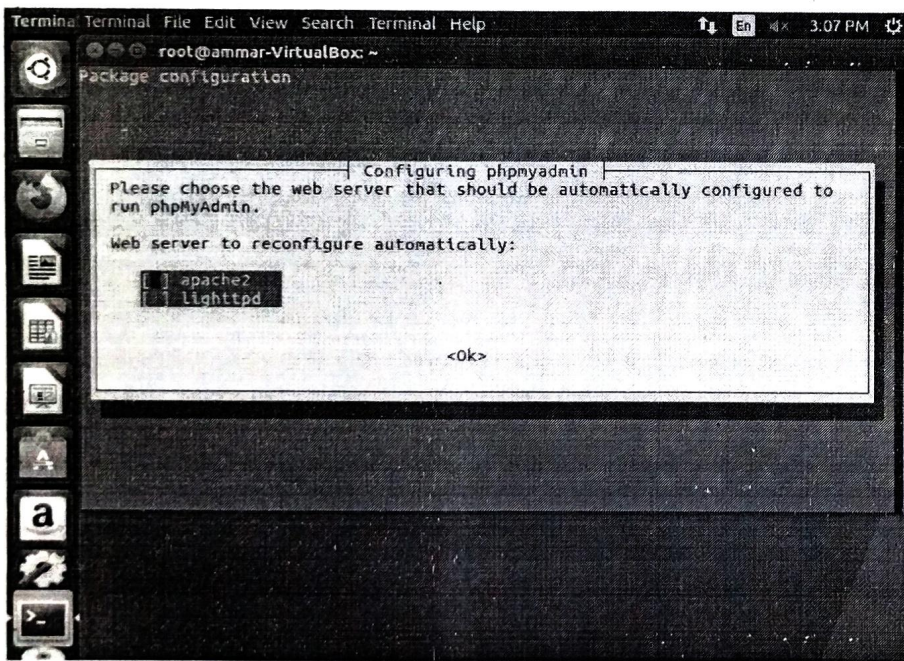 Termina Terminal File Edit View Search Terminal Help En 3:07 PM
root@ammar-VirtualBox: ~
Package configuration
Configuring phpmyadmin
Please choose the web server that should be automatically configured to
run phpMyAdmin.
Web server to reconfigure automatically:
[ ] apache2
[ ] lighttpd
<Ok>
a
>_